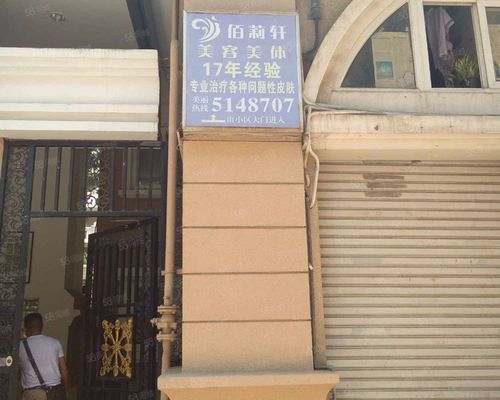 佰莉轩
美容美体
17年经验
专业治疗各种问题性皮肤
美丽
热线 5148707
由小区大门进入